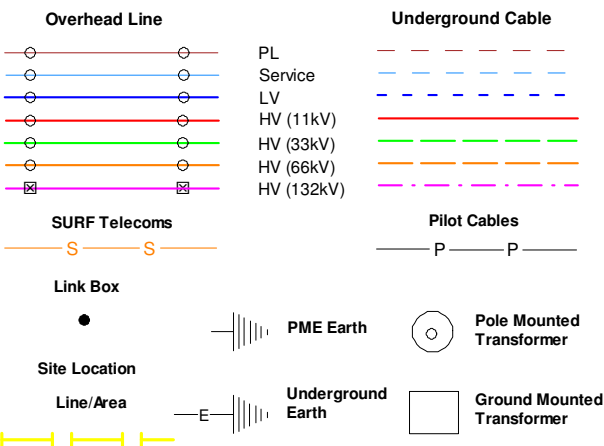 Overhead Line
Underground Cable
PL
Service
LV
HV (11kV)
HV (33kV)
HV (66kV)
HV (132kV)
SURF Telecoms
S S
Pilot Cables
P P
Link Box
PME Earth
Pole Mounted
Transformer
Site Location
Line/Area
E
Underground
Earth
Ground Mounted
Transformer